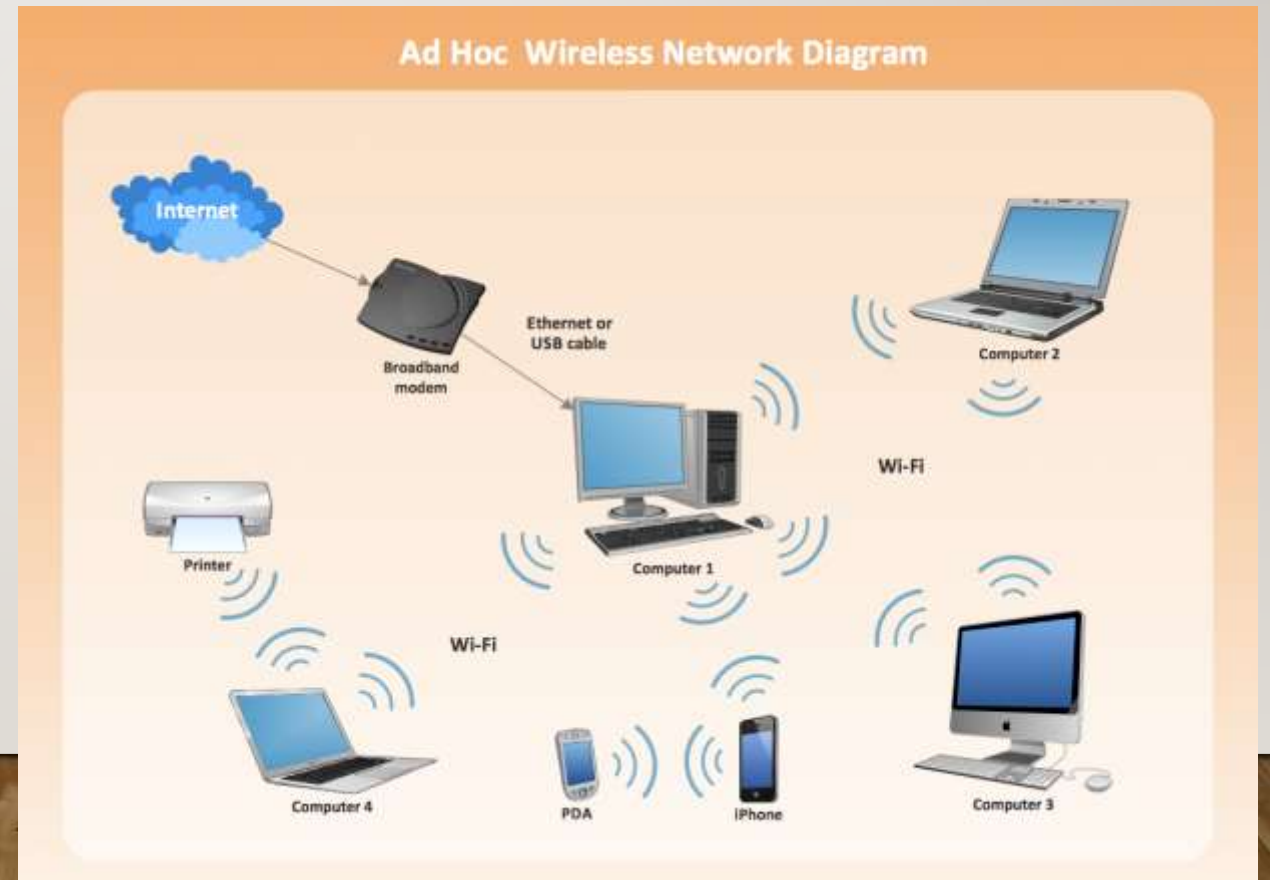 Ad Hoc Wireless Network Diagram
Internet
Ethernet or
USB cable
Broadband
modem
Computer 2
Wi-Fi
Printer
Computer 1
Wi-Fi
Computer 4
PDA
iPhone
Computer 3